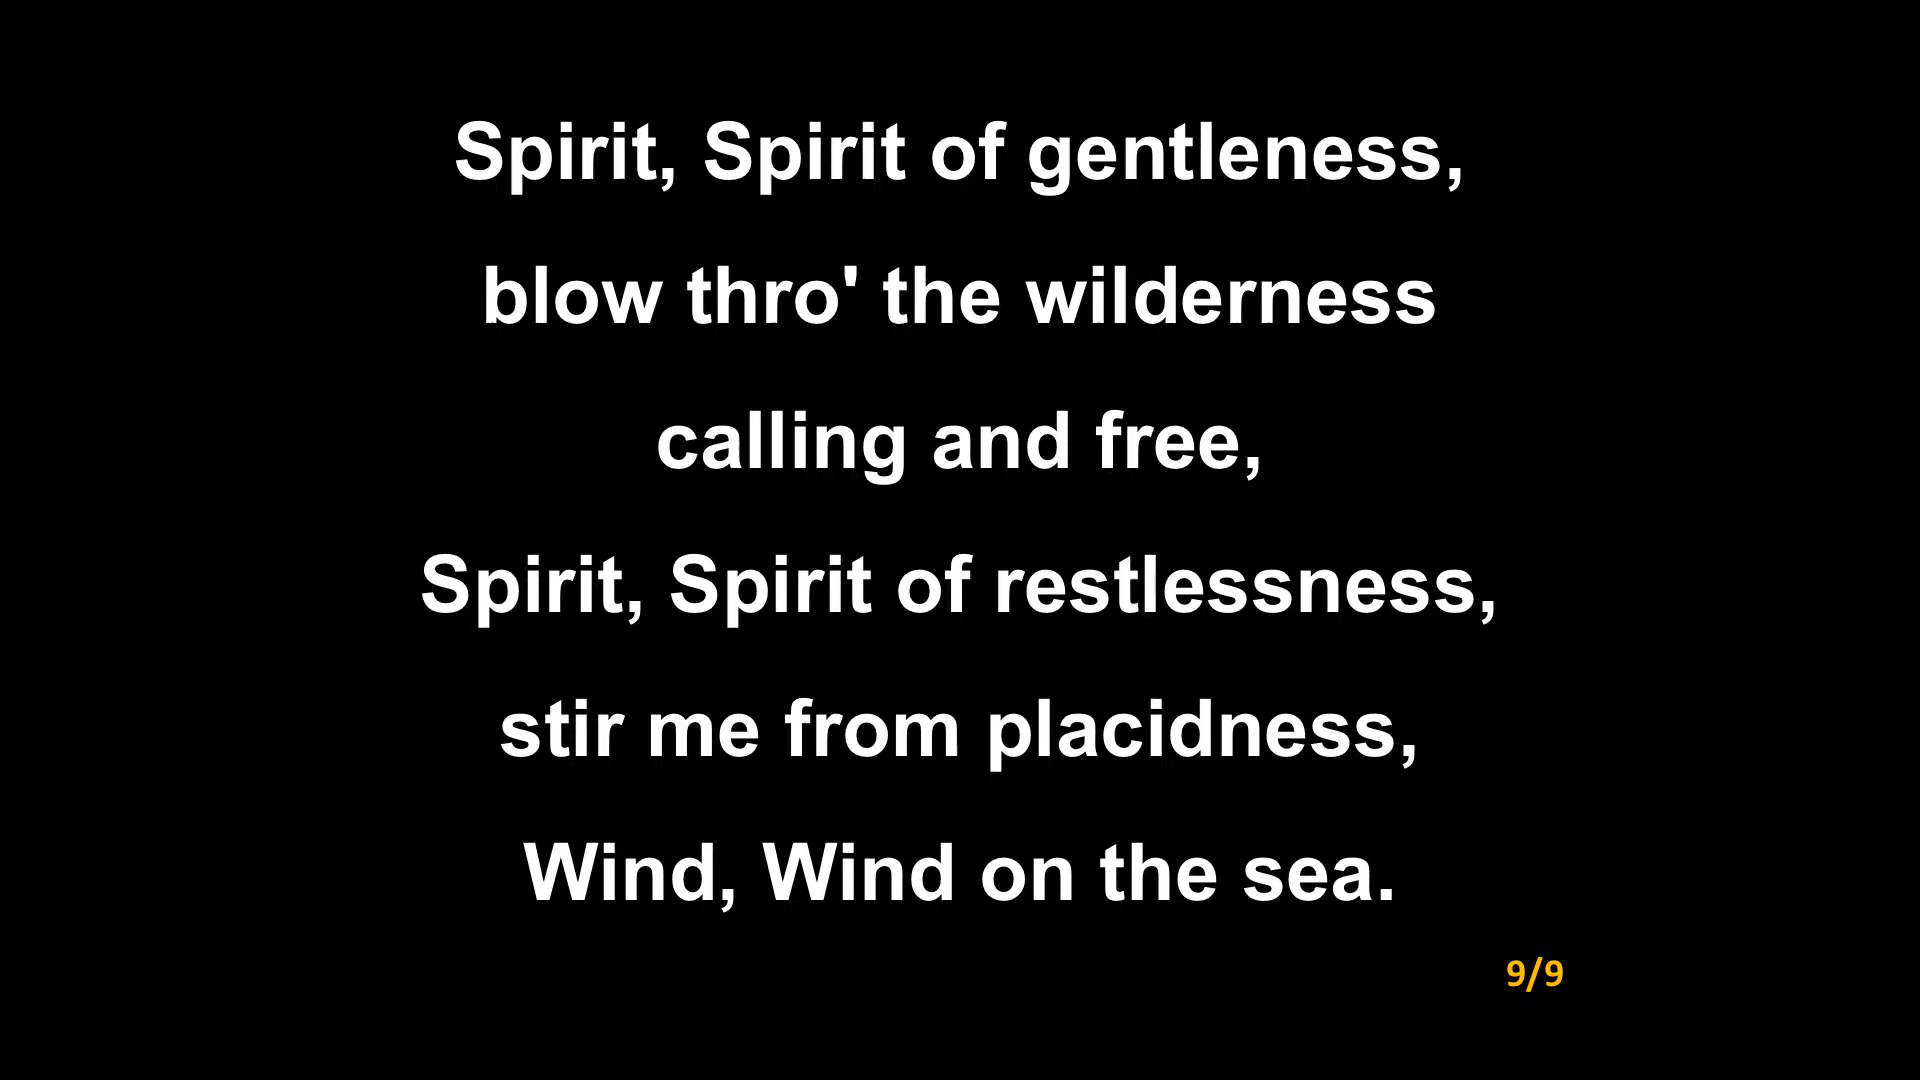 Spirit, Spirit of gentleness,
blow thro' the wilderness
calling and free,
Spirit, Spirit of restlessness,
stir me from placidness,
Wind, Wind on the sea.
9/9